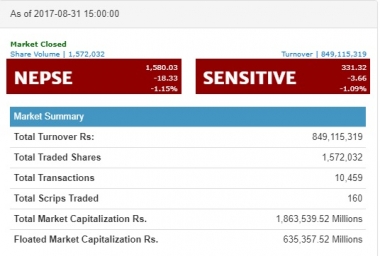 As of 2017-08-31 15:00:00
Market Closed
Share Volume | 1,572,032 Turnover | 849,115,319
NEPSE 1,580.03 SENSITIVE 331.32
-18.33 -3.66
-1.15% -1.09%
Market Summary
Total Turnover Rs: 849,115,319
Total Traded Shares 1,572,032
Total Transactions 10,459
Total Scrips Traded 160
Total Market Capitalization Rs. 1,863,539.52 Millions
Floated Market Capitalization Rs. 635,357.52 Millions